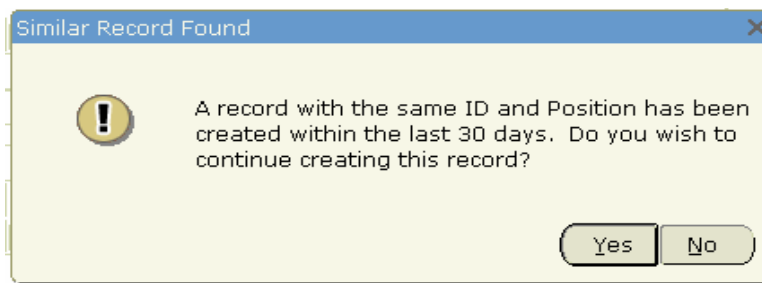 Similar Record Found
A record with the same ID and Position has been
created within the last 30 days.  Do you wish to
continue creating this record?
Yes No